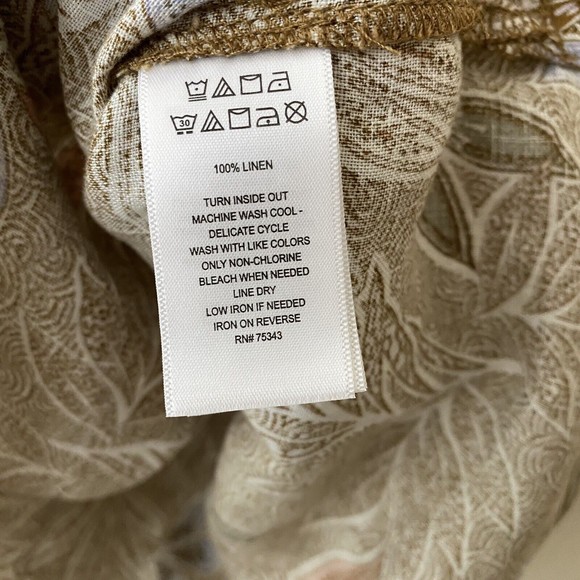 30
100% LINEN
TURN INSIDE OUT
MACHINE WASH COOL -
DELICATE CYCLE
WASH WITH LIKE COLORS
ONLY NON-CHLORINE
BLEACH WHEN NEEDED
LINE DRY
LOW IRON IF NEEDED
IRON ON REVERSE
RN# 75343